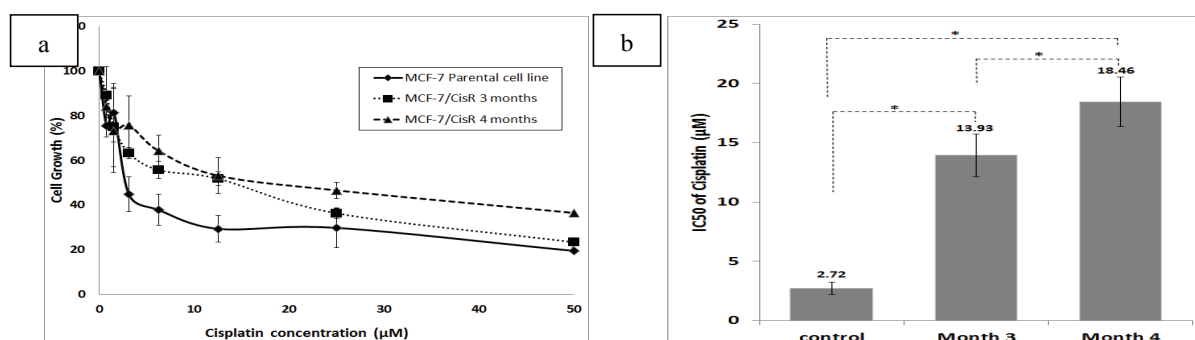 a
20
100
80
60
40
20
0
Cell Growth (%)
MCF-7 Parental cell line
MCF-7/CisR 3 months
MCF-7/CisR 4 months
0 10 20 30 40 50
Cisplatin concentration (µM)
b
25
20
15
10
5
0
IC50 of Cisplatin (µM)
*
*
*
18.46
13.93
2.72
control Month 3 Month 4